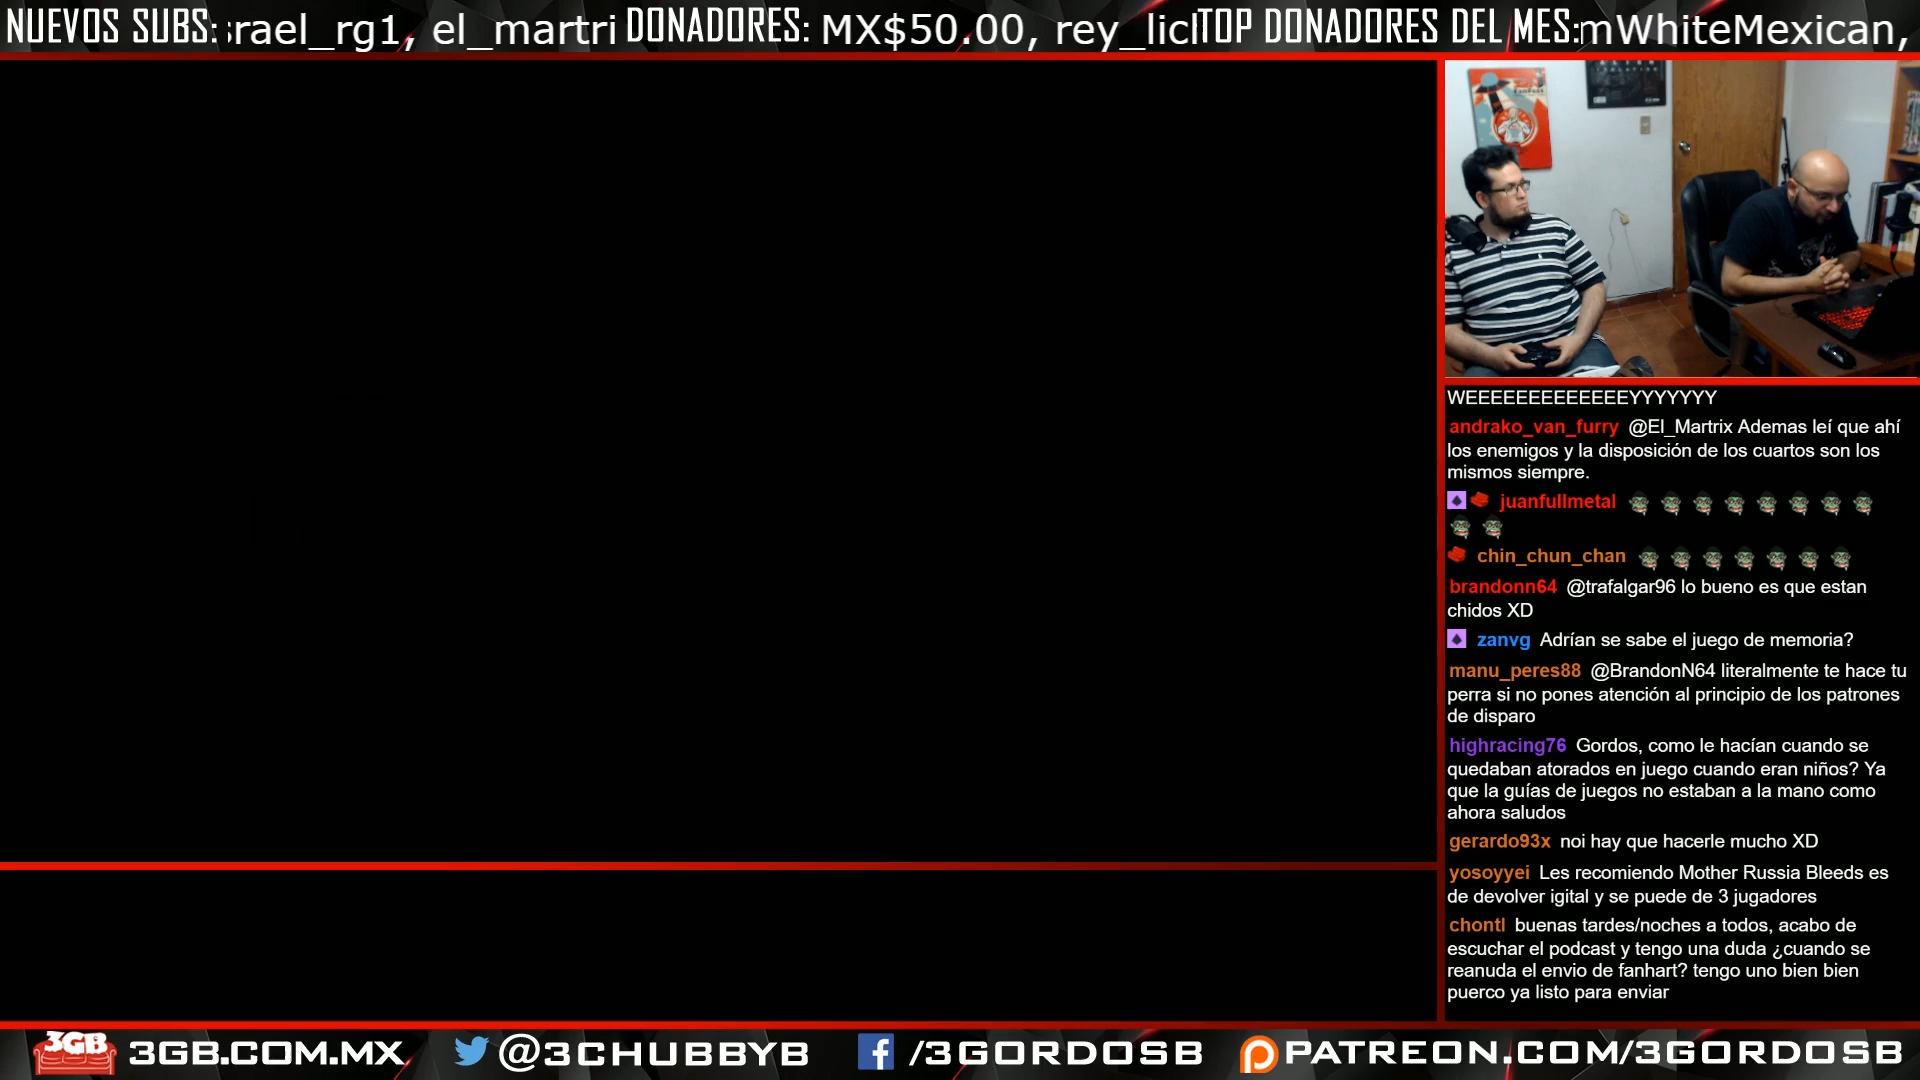 NUEVOS SUBS: srael_rg1, el_martri DONADORES: MX$50.00, rey_licl TOP DONADORES DEL MES: mWhiteMexican,
WEEEEEEEEEEEEEYYYYYYY
andrako_van_furry @El_Martrix Ademas leí que ahí
los enemigos y la disposición de los cuartos son los
mismos siempre.
juanfullmetal
chin_chun_chan
brandonn64 @trafalgar96 lo bueno es que estan
chidos XD
zanvg Adrían se sabe el juego de memoria?
manu_peres88 @BrandonN64 literalmente te hace tu
perra si no pones atención al principio de los patrones
de disparo
highracing76 Gordos, como le hacían cuando se
quedaban atorados en juego cuando eran niños? Ya
que la guías de juegos no estaban a la mano como
ahora saludos
gerardo93x noi hay que hacerle mucho XD
yosoyyei Les recomiendo Mother Russia Bleeds es
de devolver igital y se puede de 3 jugadores
chontl buenas tardes/noches a todos, acabo de
escuchar el podcast y tengo una duda ¿cuando se
reanuda el envio de fanhart? tengo uno bien bien
puerco ya listo para enviar
3GB 3GB.COM.MX @3CHUBBYB /3GORDOSB PATREON.COM/3GORDOSB